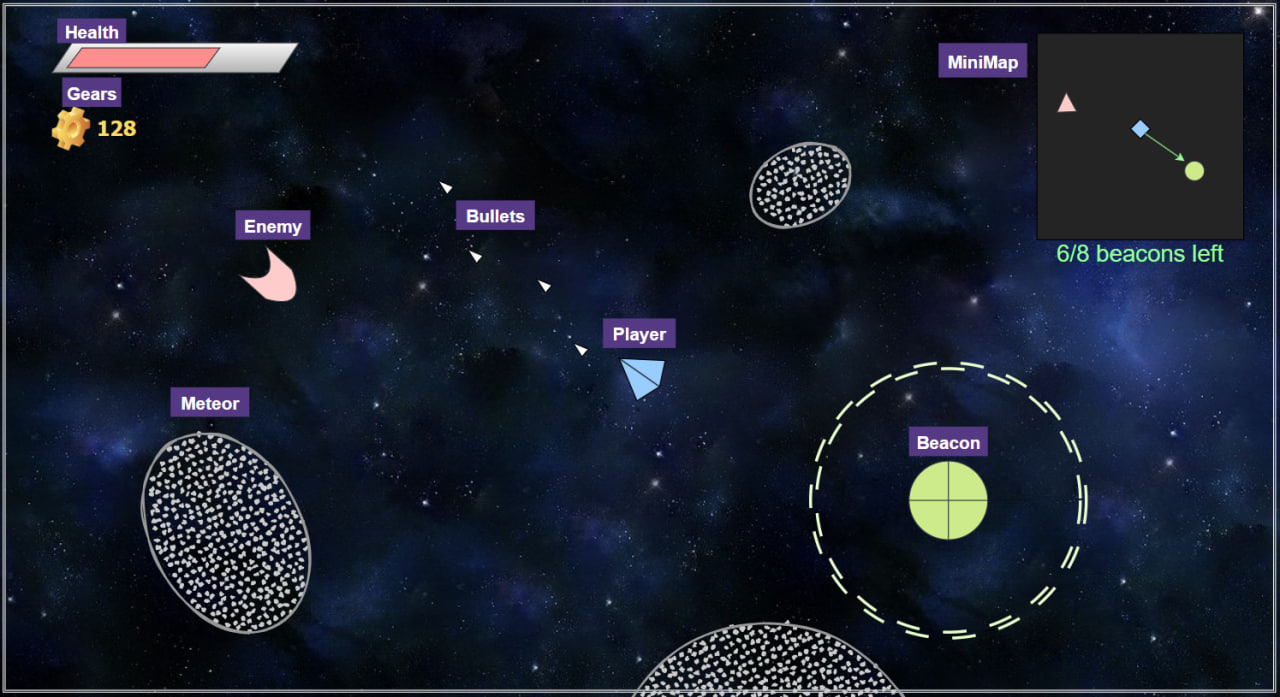 Health
Gears
128
MiniMap
6/8 beacons left
Bullets
Enemy
Player
Meteor
Beacon